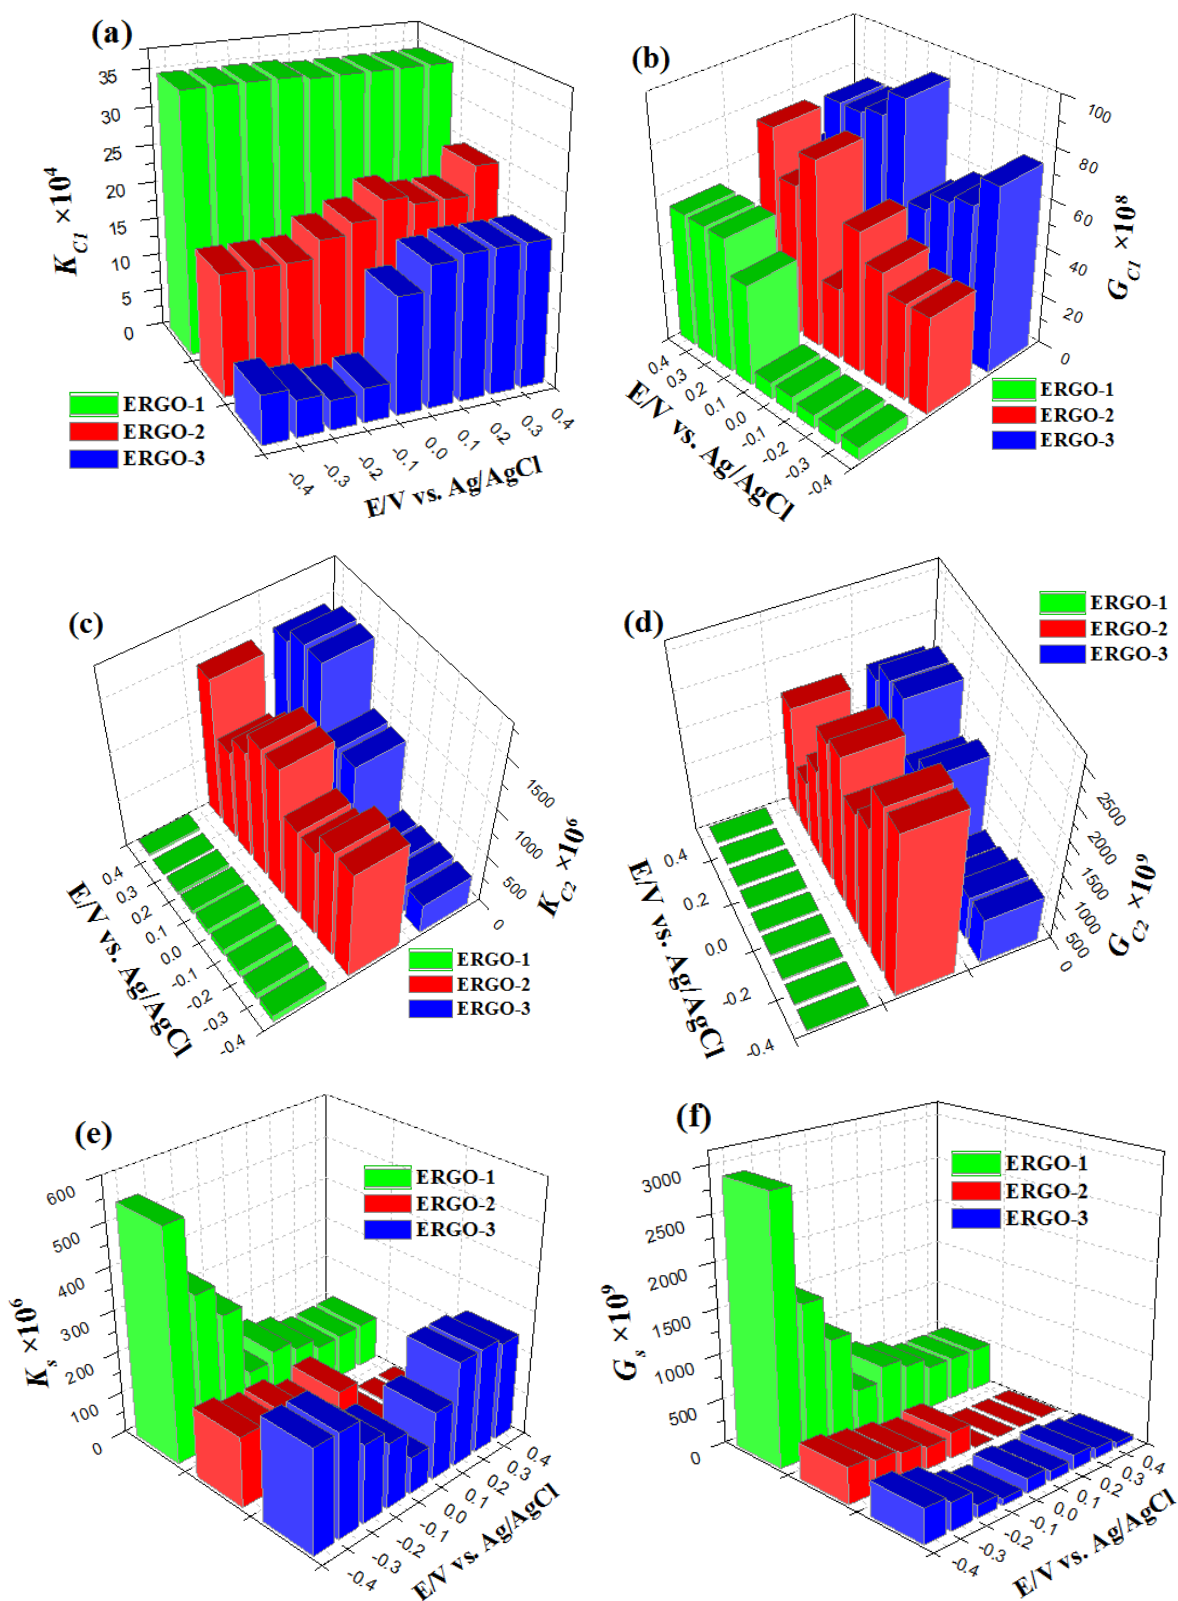 (a)
K_C1 ×10^4
35
30
25
20
15
10
5
0
ERGO-1
ERGO-2
ERGO-3
-0.4
-0.3
-0.2
-0.1
0.0
0.1
0.2
0.3
0.4
E/V vs. Ag/AgCl
(b)
G_C1 ×10^8
100
80
60
40
20
0
0.4
0.3
0.2
0.1
0.0
-0.1
-0.2
-0.3
-0.4
E/V vs. Ag/AgCl
ERGO-1
ERGO-2
ERGO-3
(c)
0.4
0.3
0.2
0.1
0.0
-0.1
-0.2
-0.3
-0.4
E/V vs. Ag/AgCl
1500
1000
500
0
K_C2 ×10^6
ERGO-1
ERGO-2
ERGO-3
(d)
ERGO-1
ERGO-2
ERGO-3
0.4
0.2
0.0
-0.2
-0.4
E/V vs. Ag/AgCl
2500
2000
1500
1000
500
0
G_C2 ×10^9
(e)
ERGO-1
ERGO-2
ERGO-3
600
500
400
300
200
100
0
K_s ×10^6
-0.4
-0.3
-0.2
-0.1
0.0
0.1
0.2
0.3
0.4
E/V vs. Ag/AgCl
(f)
ERGO-1
ERGO-2
ERGO-3
3000
2500
2000
1500
1000
500
0
G_s ×10^9
-0.4
-0.3
-0.2
-0.1
0.0
0.1
0.2
0.3
0.4
E/V vs. Ag/AgCl